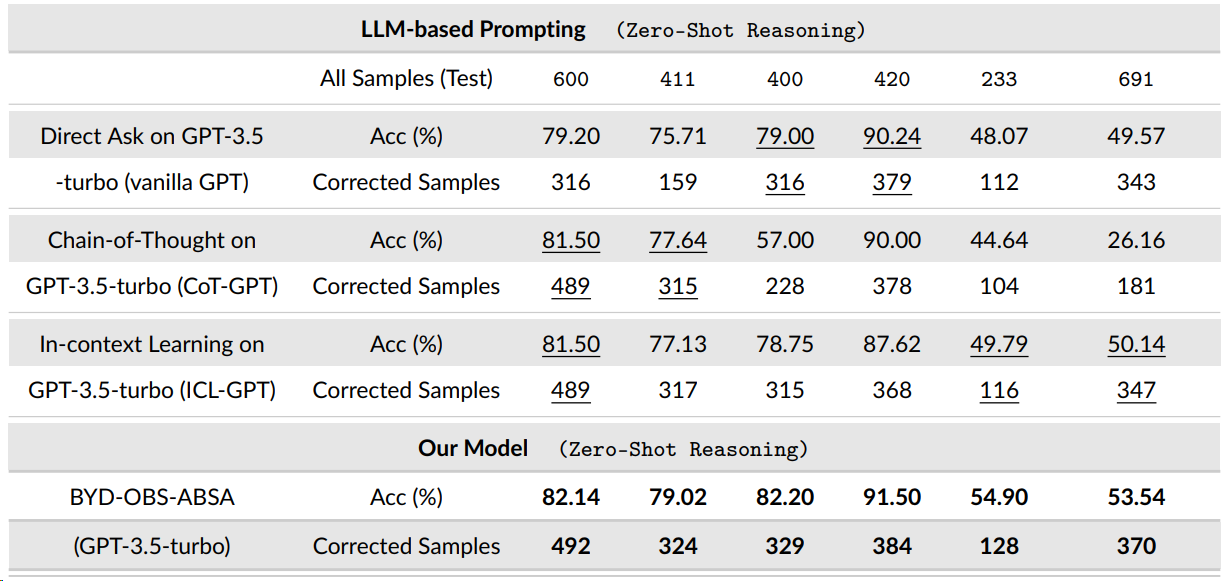 LLM-based Prompting (Zero-Shot Reasoning)
All Samples (Test) 600 411 400 420 233 691
Direct Ask on GPT-3.5 Acc (%) 79.20 75.71 79.00 90.24 48.07 49.57
-turbo (vanilla GPT) Corrected Samples 316 159 316 379 112 343
Chain-of-Thought on Acc (%) 81.50 77.64 57.00 90.00 44.64 26.16
GPT-3.5-turbo (CoT-GPT) Corrected Samples 489 315 228 378 104 181
In-context Learning on Acc (%) 81.50 77.13 78.75 87.62 49.79 50.14
GPT-3.5-turbo (ICL-GPT) Corrected Samples 489 317 315 368 116 347
Our Model (Zero-Shot Reasoning)
BYD-OBS-ABSA Acc (%) 82.14 79.02 82.20 91.50 54.90 53.54
(GPT-3.5-turbo) Corrected Samples 492 324 329 384 128 370